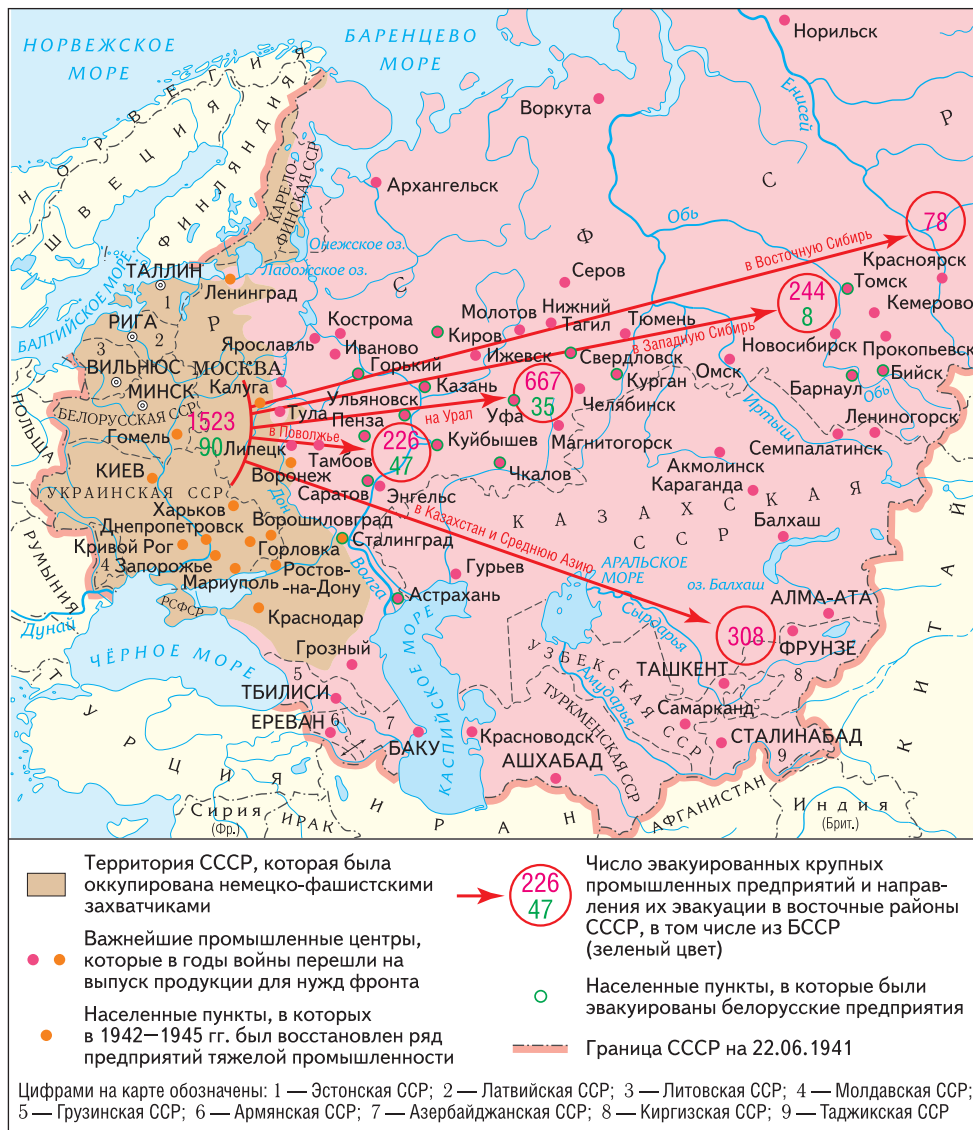 НОРВЕЖСКОЕ
МОРЕ
БАРЕНЦЕВО
МОРЕ
Норильск
Енисей
Воркута
НОРВЕГИЯ
ШВЕЦИЯ
ФИНЛЯНДИЯ
КАРЕЛО-
ФИНСКАЯ ССР
Архангельск
Р С Ф С Р
Обь
78
в Восточную Сибирь
Красноярск
Онежское оз.
Ладожское оз.
ТАЛЛИН
1
Ленинград
БАЛТИЙСКОЕ МОРЕ
РИГА
2
3
ВИЛЬНЮС
МИНСК
Серов
Томск
244
8
Кемерово
Кострома
Молотов
Нижний
Тагил
Тюмень
в Западную Сибирь
Ярославль
Иваново
Киров
Новосибирск
Прокопьевск
МОСКВА
Горький
Ижевск
Свердловск
Омск
Калуга
Ульяновск
Казань
667
35
Курган
Барнаул
Бийск
Обь
ПОЛЬША
БЕЛОРУССКАЯ ССР
1523
90
Тула
Пенза
на Урал
Уфа
Челябинск
Иртыш
Лениногорск
Гомель
Липецк
в Поволжье
226
47
Куйбышев
Магнитогорск
Семипалатинск
КИЕВ
Тамбов
Воронеж
Чкалов
Акмолинск
УКРАИНСКАЯ ССР
Саратов
Энгельс
Караганда
Дон
Харьков
в Казахстан и Среднюю Азию
КАЗАХСКАЯ
ССР
Днепропетровск
Ворошиловград
Балхаш
Кривой Рог
Сталинград
Запорожье
Горловка
РУМЫНИЯ
4
Мариуполь
Ростов-
-на-Дону
Волга
Гурьев
АРАЛЬСКОЕ
МОРЕ
оз. Балхаш
РСФСР
Астрахань
АЛМА-АТА
Дунай
Краснодар
Сырдарья
308
ФРУНЗЕ
ЧЁРНОЕ МОРЕ
Грозный
КАСПИЙСКОЕ МОРЕ
УЗБЕКСКАЯ ССР
ТАШКЕНТ
8
5
Амударья
ТБИЛИСИ
ТУРКМЕНСКАЯ ССР
Самарканд
ЕРЕВАН
6
7
БАКУ
Красноводск
СТАЛИНАБАД
9
АШХАБАД
ТУРЦИЯ
КИТАЙ
Сирия
(Фр.)
ИРАК
ИРАН
АФГАНИСТАН
Индия
(Брит.)
Территория СССР, которая была
оккупирована немецко-фашистскими
захватчиками
Важнейшие промышленные центры,
которые в годы войны перешли на
выпуск продукции для нужд фронта
Населенные пункты, в которых
в 1942—1945 гг. был восстановлен ряд
предприятий тяжелой промышленности
226
47
Число эвакуированных крупных
промышленных предприятий и направ-
ления их эвакуации в восточные районы
СССР, в том числе из БССР
(зеленый цвет)
Населенные пункты, в которые были
эвакуированы белорусские предприятия
Граница СССР на 22.06.1941
Цифрами на карте обозначены: 1 — Эстонская ССР; 2 — Латвийская ССР; 3 — Литовская ССР; 4 — Молдавская ССР;
5 — Грузинская ССР; 6 — Армянская ССР; 7 — Азербайджанская ССР; 8 — Киргизская ССР; 9 — Таджикская ССР